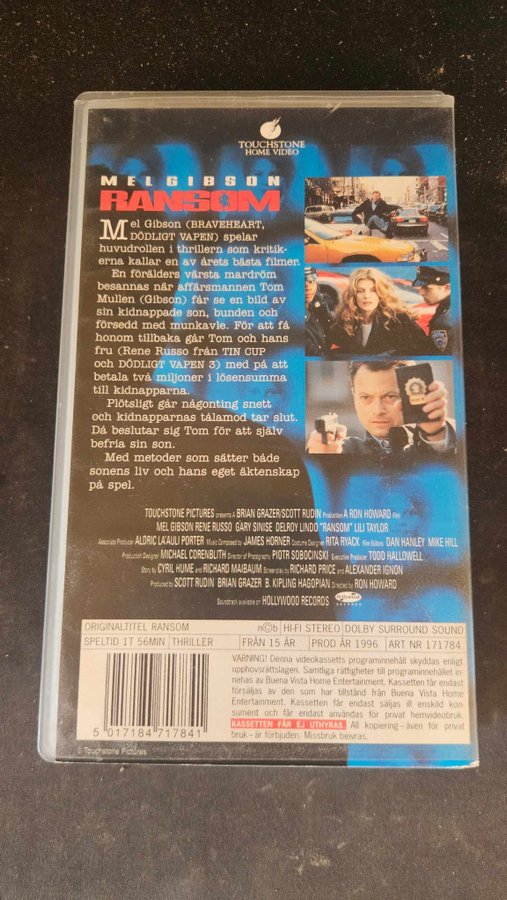 TOUCHSTONE
HOME VIDEO
MEL GIBSON
RANSOM
Mel Gibson (BRAVEHEART,
DÖDLIGT VAPEN) spelar
huvudrollen i thrillern som kritik-
erna kallar en av årets bästa filmer.
En förälders värsta mardröm
besannas när affärsmannen Tom
Mullen (Gibson) får se en bild av
sin kidnappade son, bunden och
försedd med munkavle. För att få
honom tillbaka går Tom och hans
fru (Rene Russo från TIN CUP
och DÖDLIGT VAPEN 3) med på att
betala två miljoner i lösensumma
till kidnapparna.
Plötsligt går någonting snett
och kidnapparnas tålamod tar slut.
Då beslutar sig Tom för att själv
befria sin son.
Med metoder som sätter både
sonens liv och hans eget äktenskap
på spel.
TOUCHSTONE PICTURES presents A BRIAN GRAZER/SCOTT RUDIN Production A RON HOWARD Film
MEL GIBSON RENE RUSSO GARY SINISE DELROY LINDO "RANSOM" LILI TAYLOR
Associate Producer ALDRIC LA'AULI PORTER Music Composed by JAMES HORNER Costume Designer RITA RYACK Film Editors DAN HANLEY MIKE HILL
Production Designer MICHAEL CORENBLITH Director of Photography PIOTR SOBOCINSKI Executive Producer TODD HALLOWELL
Story by CYRIL HUME and RICHARD MAIBAUM Screenplay by RICHARD PRICE and ALEXANDER IGNON
Produced by SCOTT RUDIN BRIAN GRAZER B. KIPLING HAGOPIAN Directed by RON HOWARD
Soundtrack available on HOLLYWOOD RECORDS
ORIGINALTITEL RANSOM nCb HI-FI STEREO DOLBY SURROUND SOUND
SPELTID 1T 56MIN THRILLER FRÅN 15 ÅR PROD ÅR 1996 ART NR 171784
VARNING! Denna videokassetts programinnehåll skyddas enligt
upphovsrättslagen. Samtliga rättigheter till programinnehållet in
nehas av Buena Vista Home Entertainment. Kassetten får endast
försäljas av den som har tillstånd från Buena Vista Home
Entertainment. Kassetten får endast säljas till enskild kon
sument och får endast användas för privat hemvideobruk.
KASSETTEN FÅR EJ UTHYRAS. All kopiering – även för privat
bruk – är förbjuden. Missbruk beivras.
5 017184 717841
© Touchstone Pictures